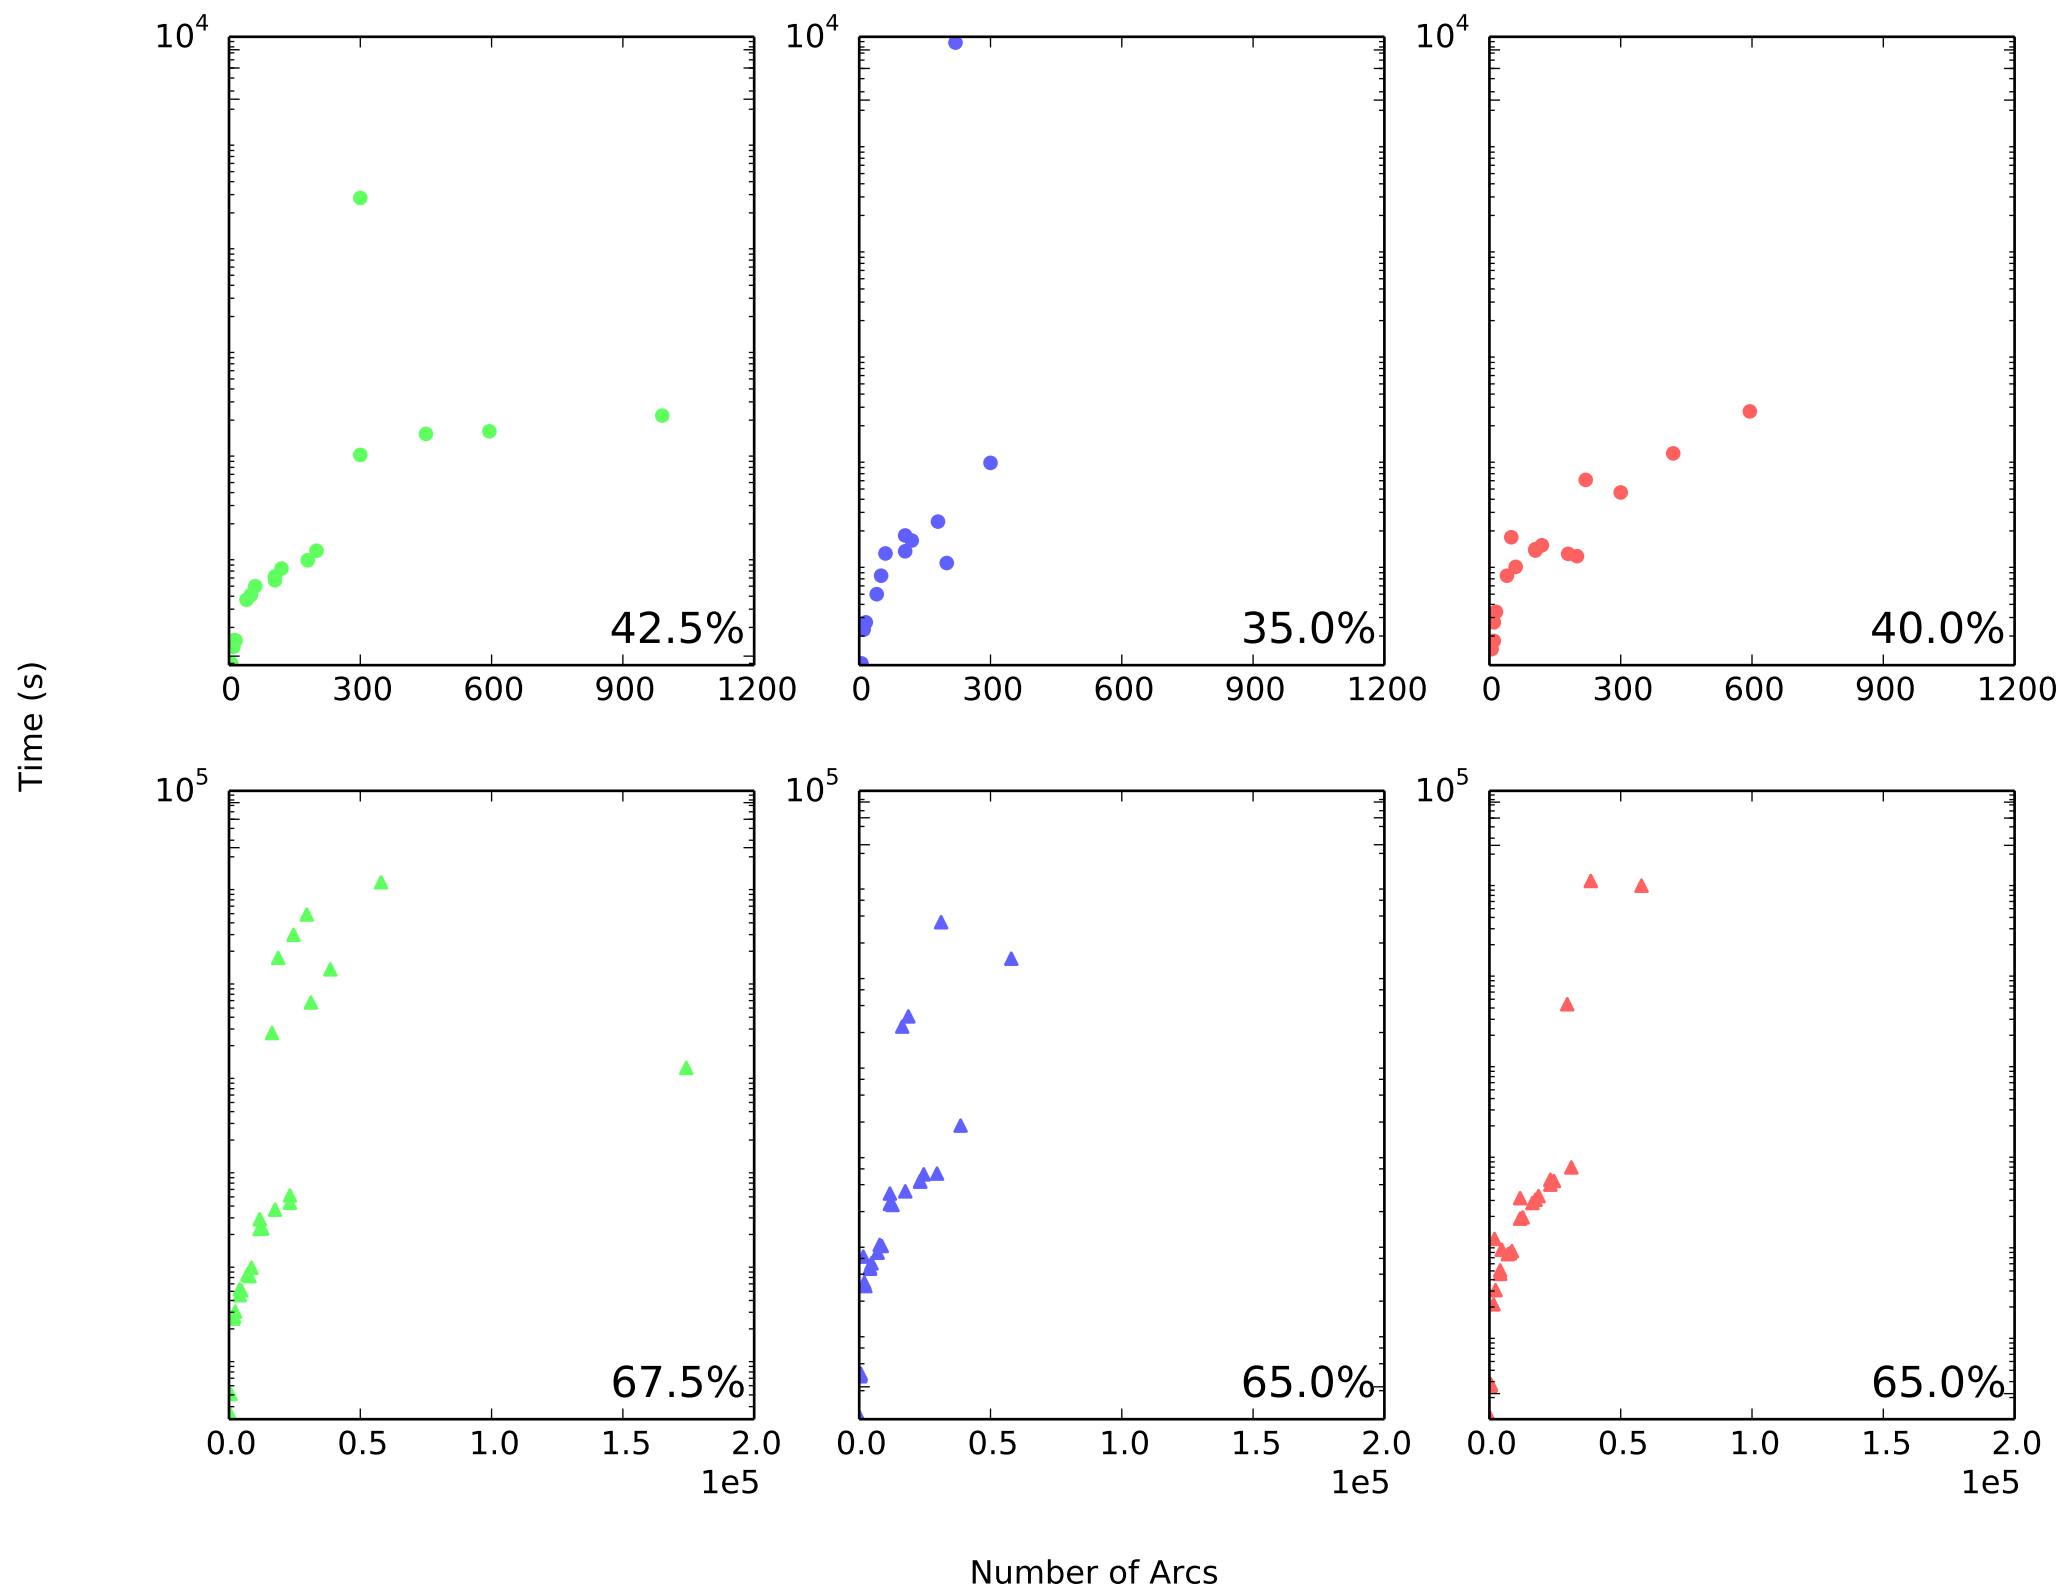 10^4 10^4 10^4
42.5% 35.0% 40.0%
0 300 600 900 1200 0 300 600 900 1200 0 300 600 900 1200
Time (s)
10^5 10^5 10^5
67.5% 65.0% 65.0%
0.0 0.5 1.0 1.5 2.0 0.0 0.5 1.0 1.5 2.0 0.0 0.5 1.0 1.5 2.0
1e5 1e5 1e5
Number of Arcs